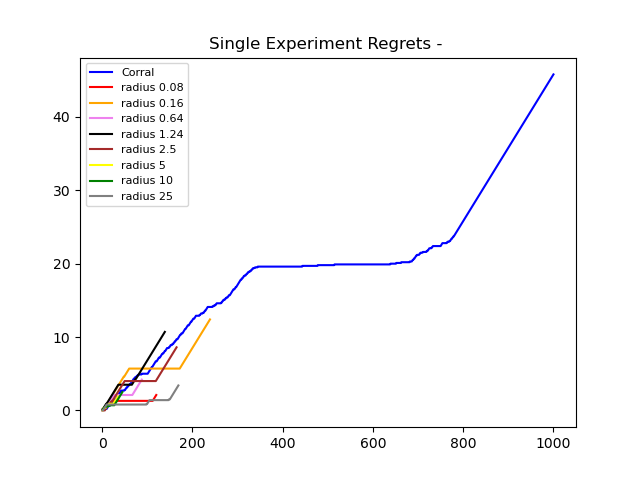 Single Experiment Regrets -
Corral
radius 0.08
radius 0.16
radius 0.64
radius 1.24
radius 2.5
radius 5
radius 10
radius 25
40
30
20
10
0
0 200 400 600 800 1000